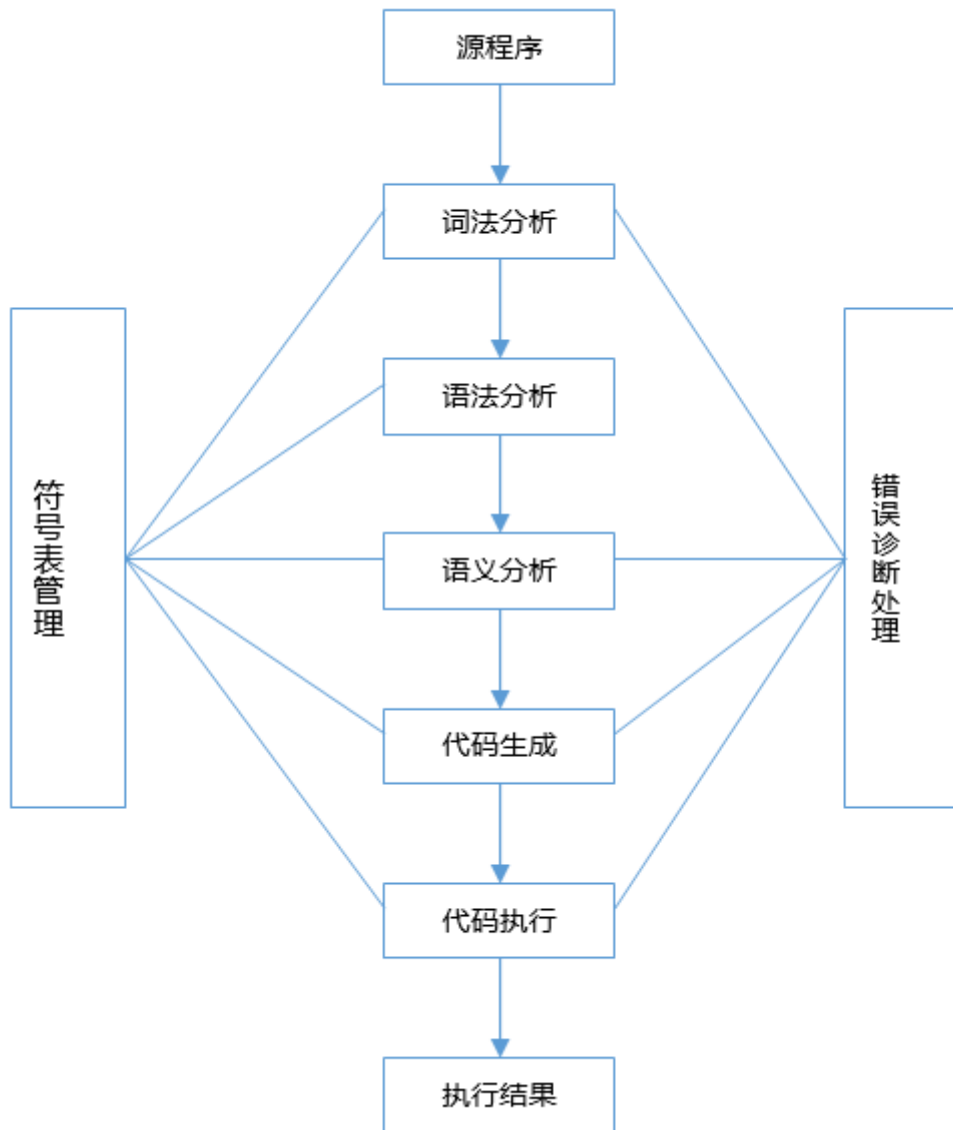 源程序
词法分析
语法分析
符号表管理
错误诊断处理
语义分析
代码生成
代码执行
执行结果